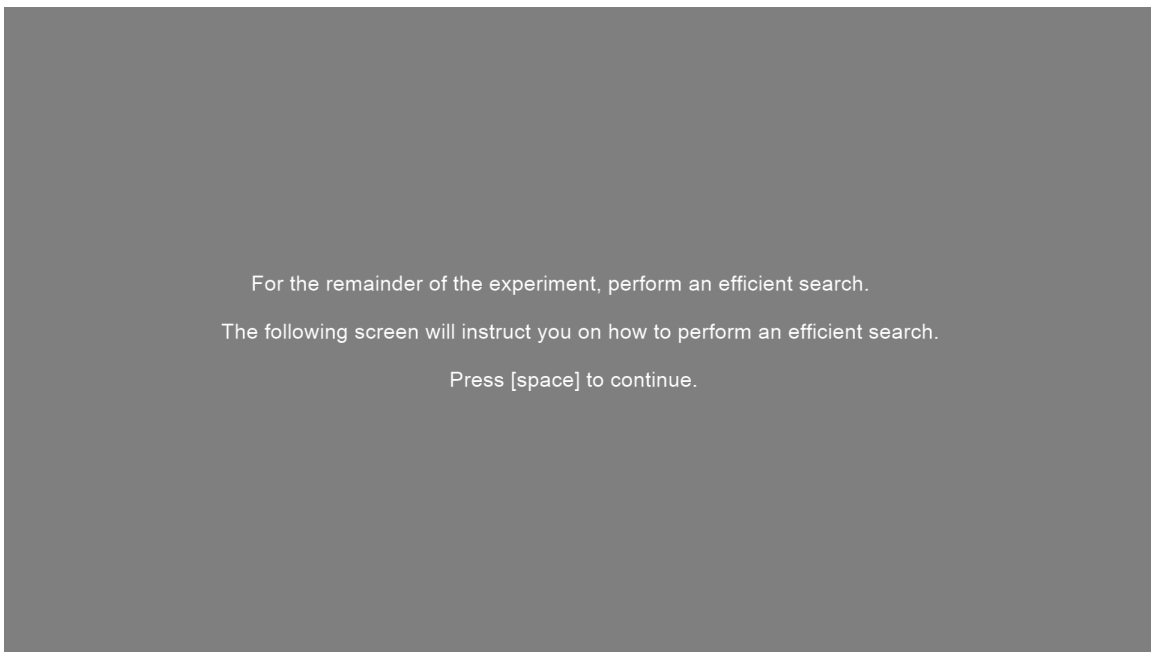 For the remainder of the experiment, perform an efficient search.
The following screen will instruct you on how to perform an efficient search.
Press [space] to continue.